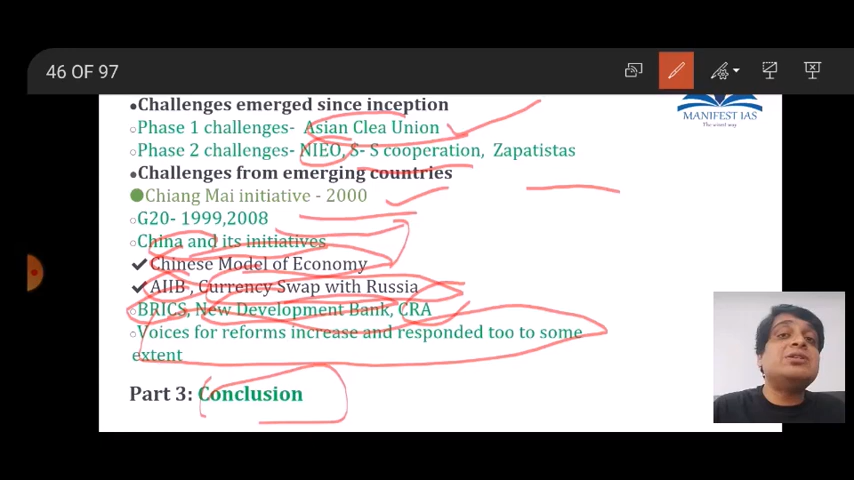 46 OF 97
•Challenges emerged since inception
○Phase 1 challenges- Asian Clea Union
○Phase 2 challenges- NIEO, S- S cooperation, Zapatistas
•Challenges from emerging countries
●Chiang Mai initiative - 2000
○G20- 1999,2008
○China and its initiatives
✔Chinese Model of Economy
✔AIIB , Currency Swap with Russia
○BRICS, New Development Bank, CRA
○Voices for reforms increase and responded too to some
extent
Part 3: Conclusion
MANIFEST IAS